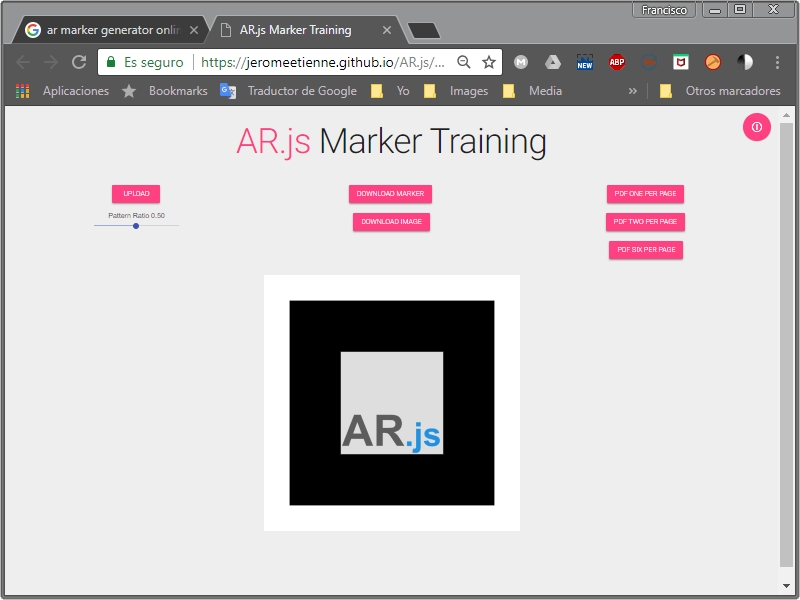 Francisco
ar marker generator onlin
AR.js Marker Training
Es seguro
https://jeromeetienne.github.io/AR.js/...
NEW
ABP
Aplicaciones
Bookmarks
Traductor de Google
Yo
Images
Media
»
Otros marcadores
AR.js Marker Training
UPLOAD
Pattern Ratio 0.50
DOWNLOAD MARKER
DOWNLOAD IMAGE
PDF ONE PER PAGE
PDF TWO PER PAGE
PDF SIX PER PAGE
AR.js